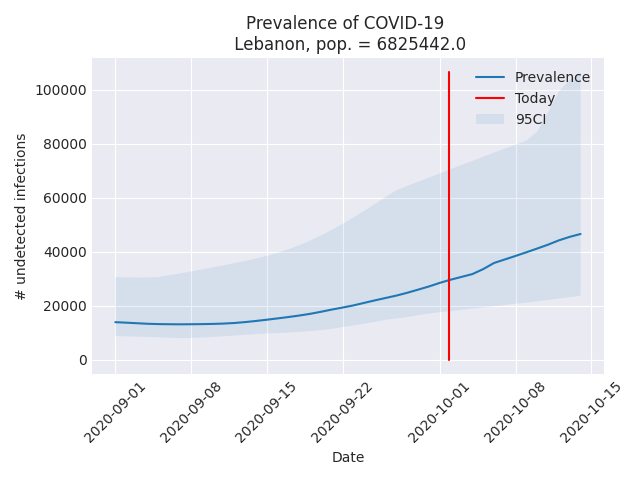 Prevalence of COVID-19
Lebanon, pop. = 6825442.0
Prevalence
Today
95CI
100000
80000
60000
40000
20000
0
# undetected infections
2020-09-01
2020-09-08
2020-09-15
2020-09-22
2020-10-01
2020-10-08
2020-10-15
Date